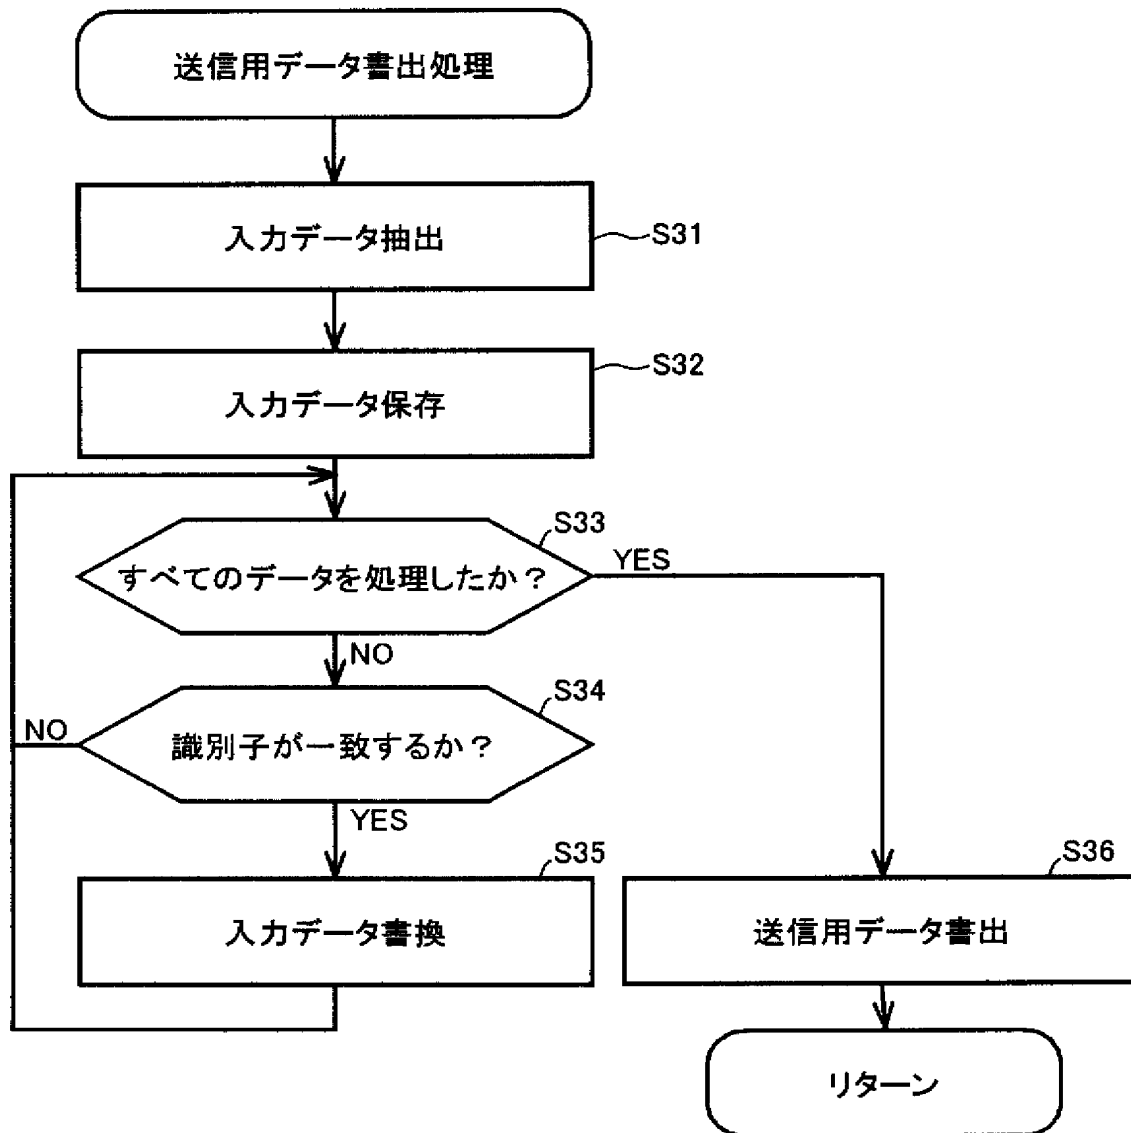 送信用データ書出処理
入力データ抽出
S31
入力データ保存
S32
S33
すべてのデータを処理したか？
YES
NO
S34
識別子が一致するか？
NO
YES
S35
入力データ書換
S36
送信用データ書出
リターン